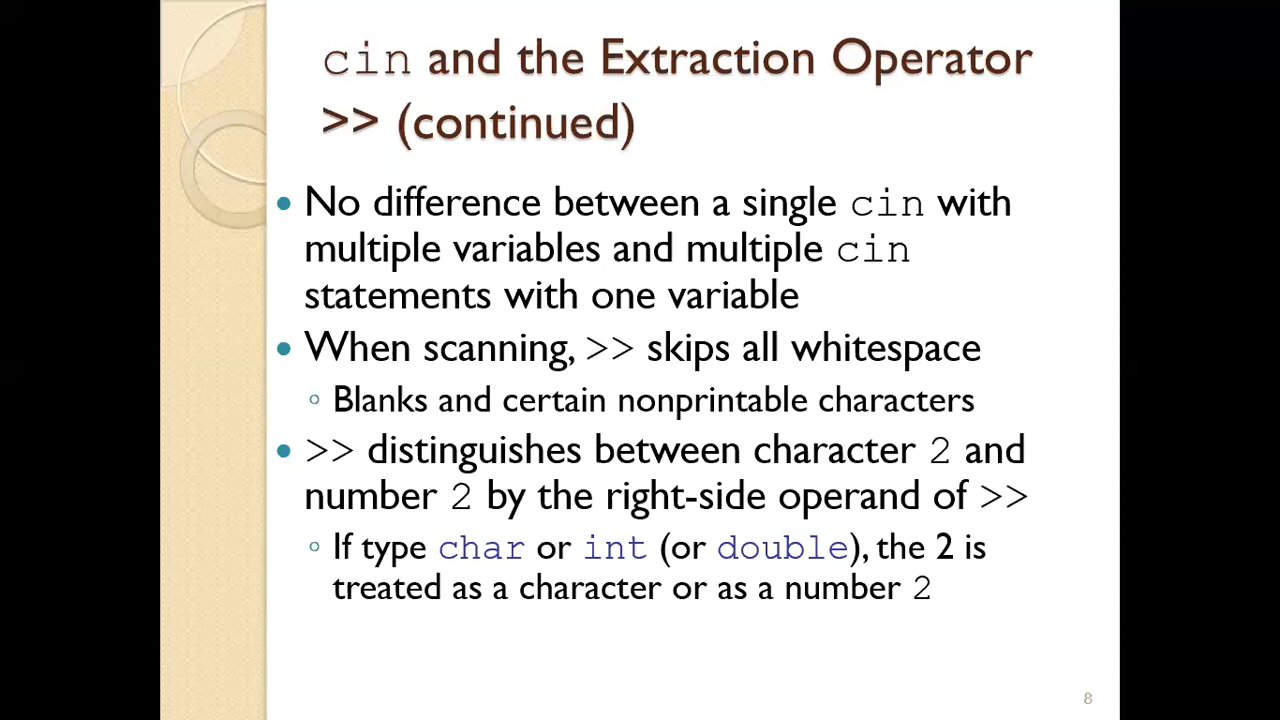 cin and the Extraction Operator
>> (continued)
• No difference between a single cin with
multiple variables and multiple cin
statements with one variable
• When scanning, >> skips all whitespace
◦ Blanks and certain nonprintable characters
• >> distinguishes between character 2 and
number 2 by the right-side operand of >>
◦ If type char or int (or double), the 2 is
treated as a character or as a number 2
8